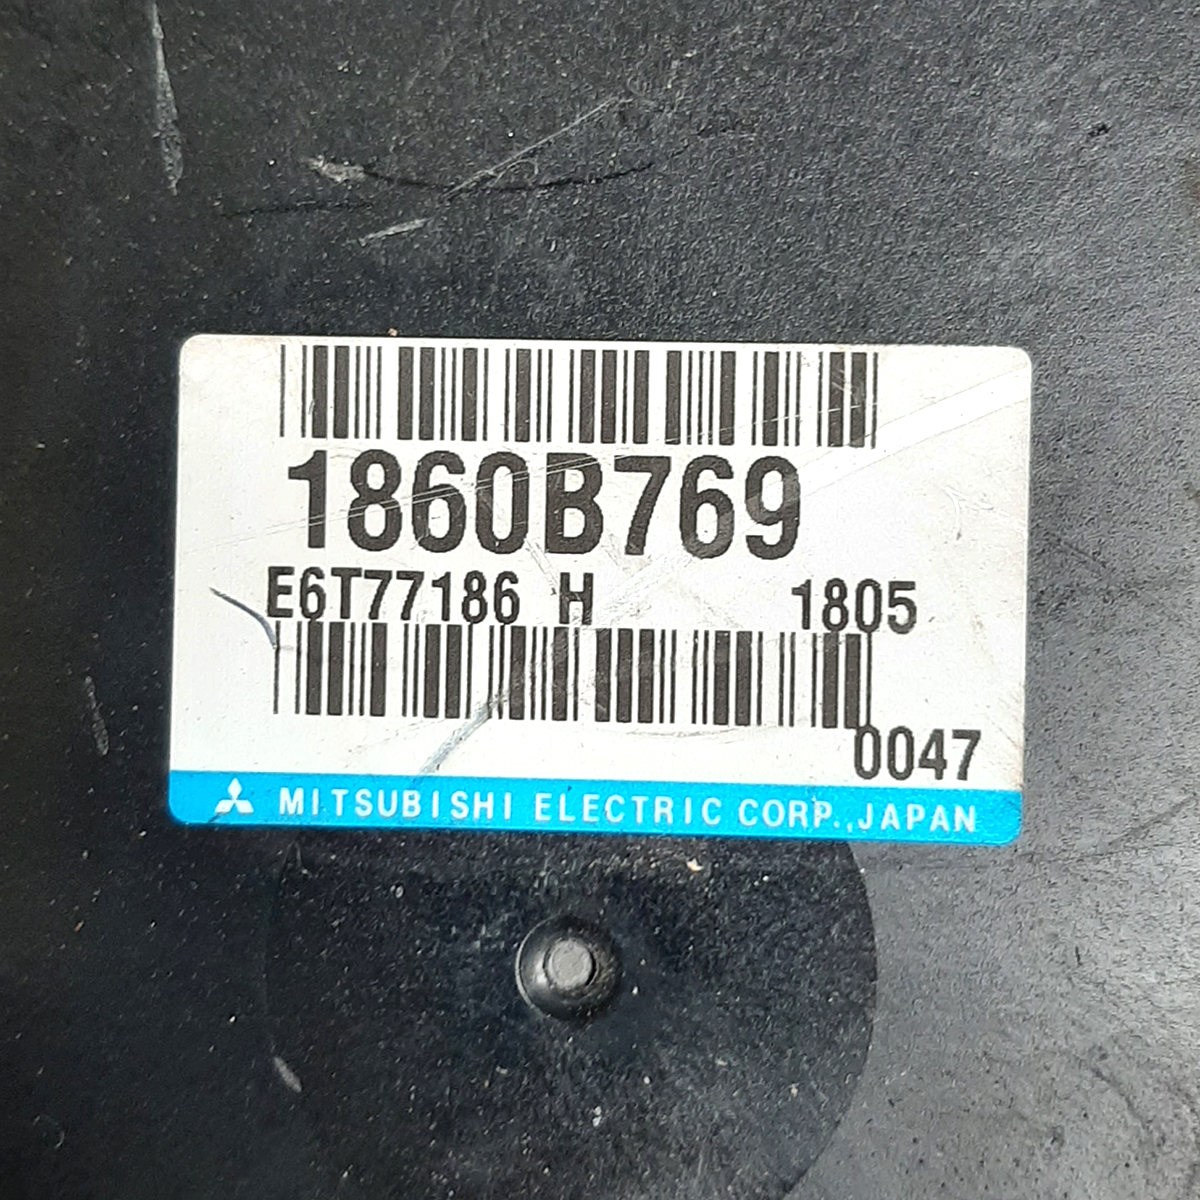 1860B769
E6T77186 H 1805
0047
MITSUBISHI ELECTRIC CORP.,JAPAN